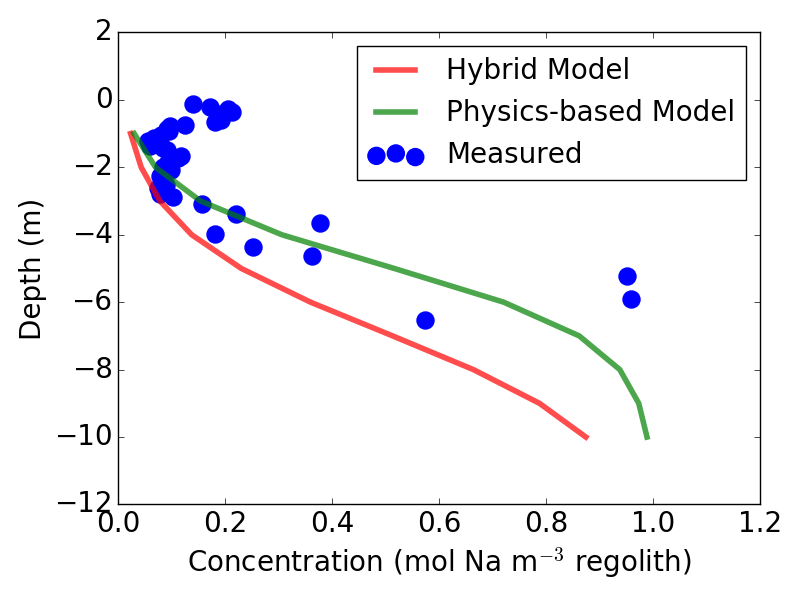 2
0
−2
−4
−6
−8
−10
−12
0.0 0.2 0.4 0.6 0.8 1.0 1.2
Depth (m)
Concentration (mol Na m⁻³ regolith)
Hybrid Model
Physics-based Model
Measured